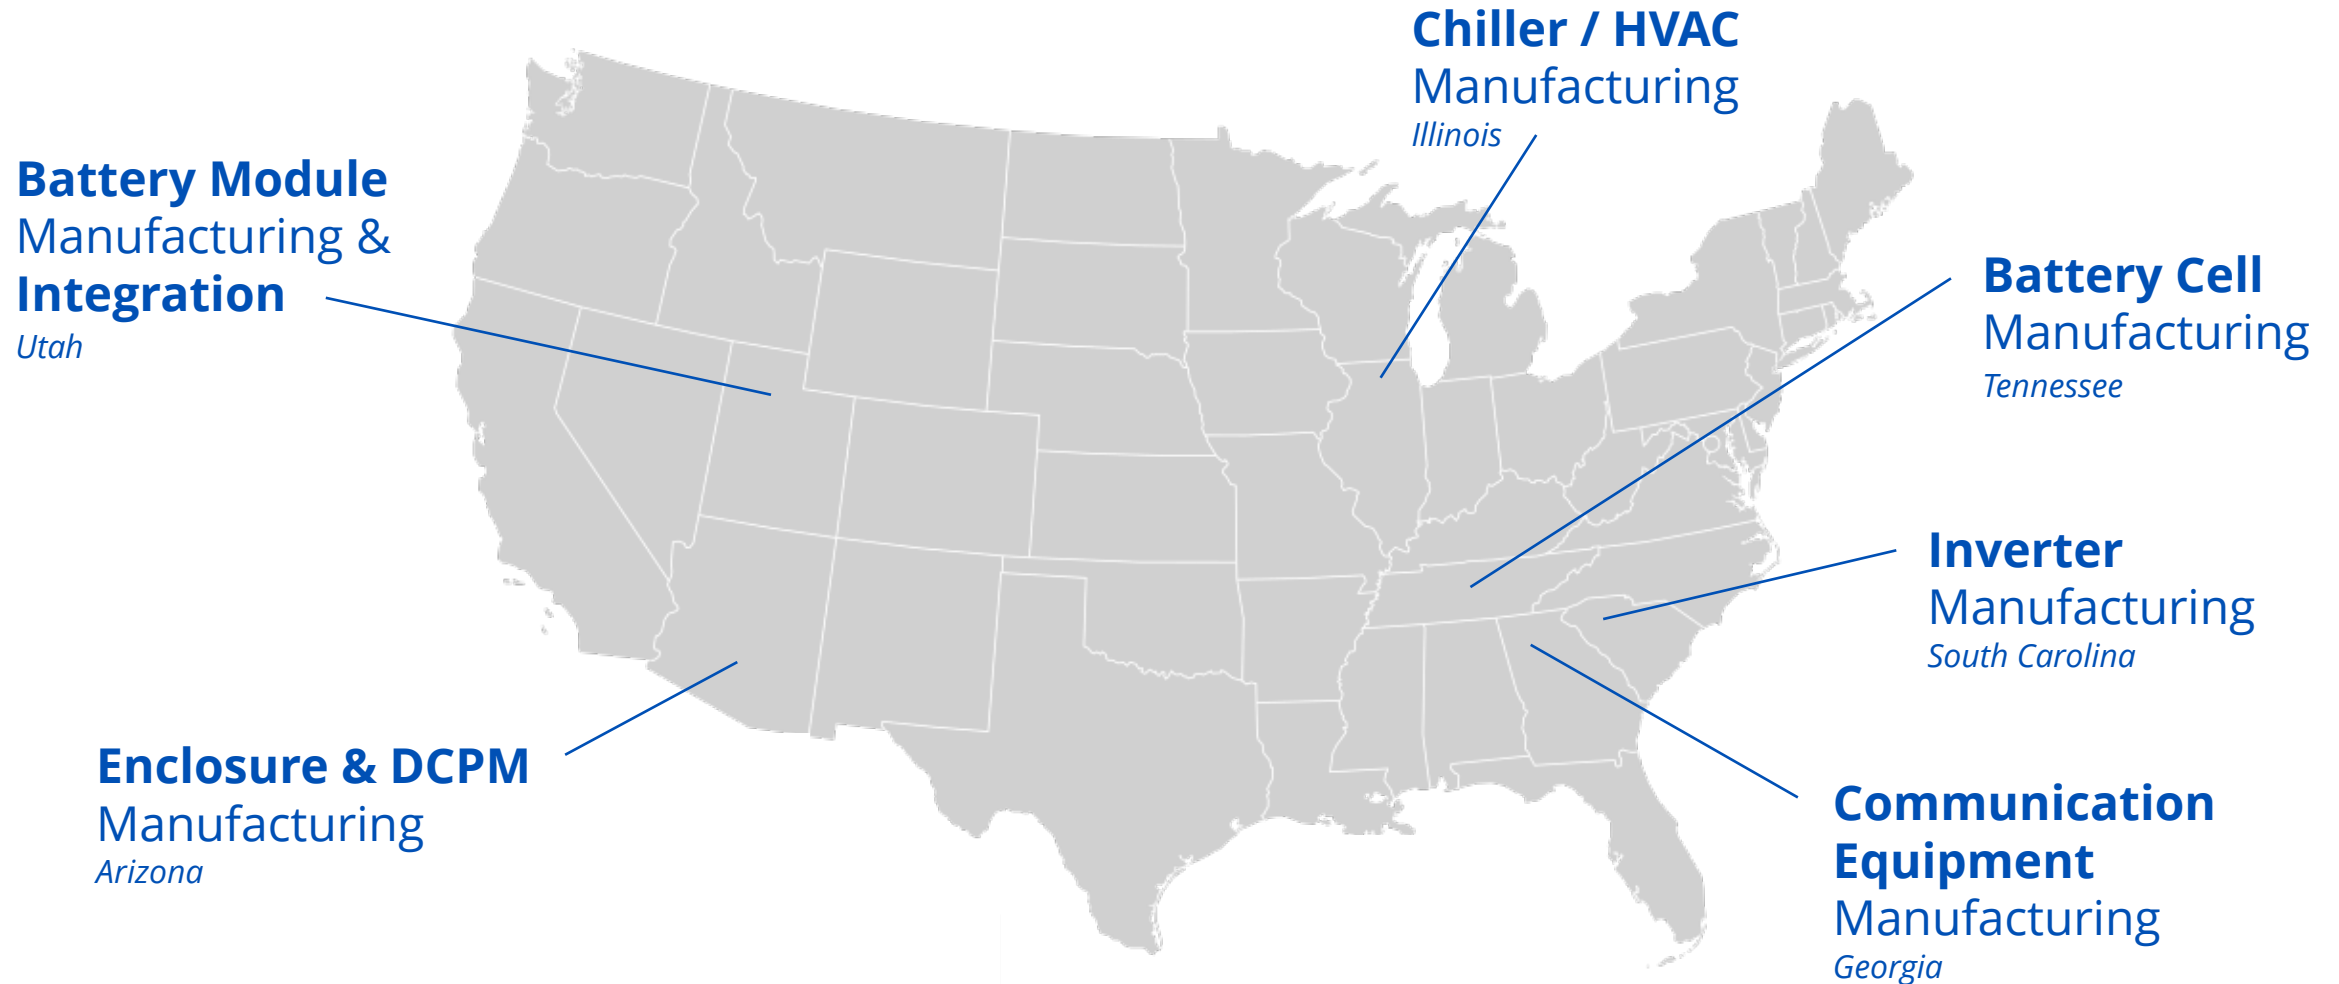 Chiller / HVAC
Manufacturing
Illinois
Battery Module
Manufacturing &
Integration
Utah
Battery Cell
Manufacturing
Tennessee
Inverter
Manufacturing
South Carolina
Enclosure & DCPM
Manufacturing
Arizona
Communication
Equipment
Manufacturing
Georgia